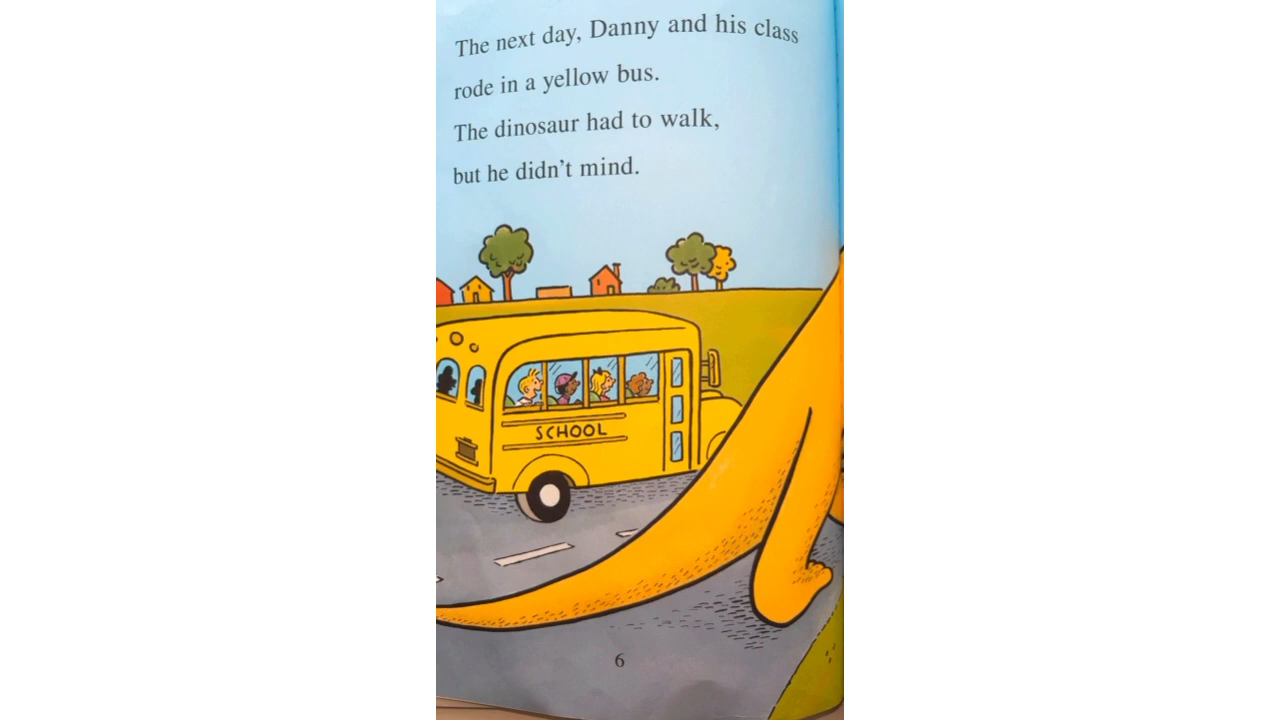 The next day, Danny and his class
rode in a yellow bus.
The dinosaur had to walk,
but he didn't mind.
SCHOOL
6